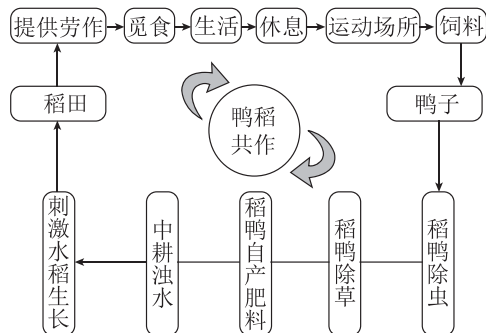 提供劳作
觅食
生活
休息
运动场所
饲料
稻田
鸭稻
共作
鸭子
刺激水稻生长
中耕浊水
稻鸭自产肥料
稻鸭除草
稻鸭除虫